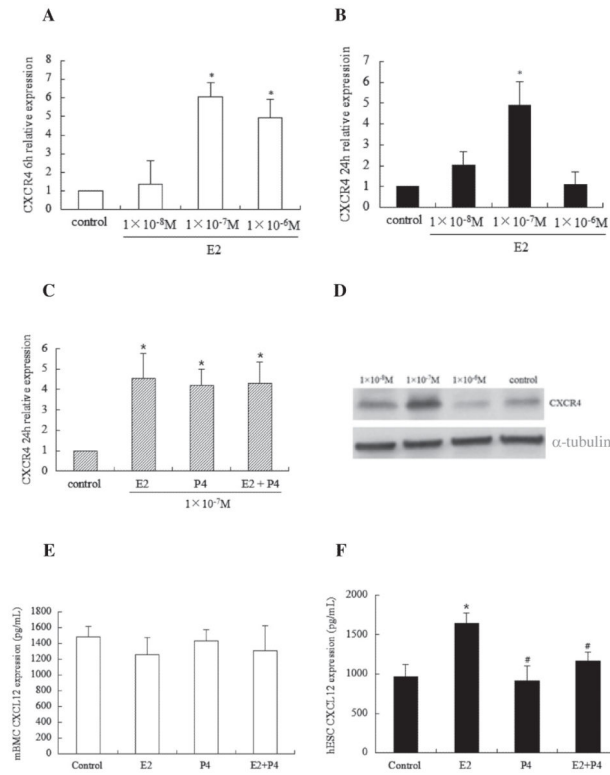 A
CXCR4 6h relative expression
8
7
6
5
4
3
2
1
0
*
*
control
1×10-8M
1×10-7M
1×10-6M
E2
B
CXCR4 24h relative expressioin
7
6
5
4
3
2
1
0
*
control
1×10-8M
1×10-7M
1×10-6M
E2
C
CXCR4 24h relative expression
7
6
5
4
3
2
1
0
*
*
*
control
E2
P4
E2 + P4
1×10-7M
D
1×10-8M 1×10-7M 1×10-6M control
CXCR4
α-tubulin
E
mBMC CXCL12 expression (pg/mL)
1800
1600
1400
1200
1000
800
600
400
200
0
Control
E2
P4
E2+P4
F
hESC CXCL12 expression (pg/mL)
2000
1500
1000
500
0
*
#
#
Control
E2
P4
E2+P4